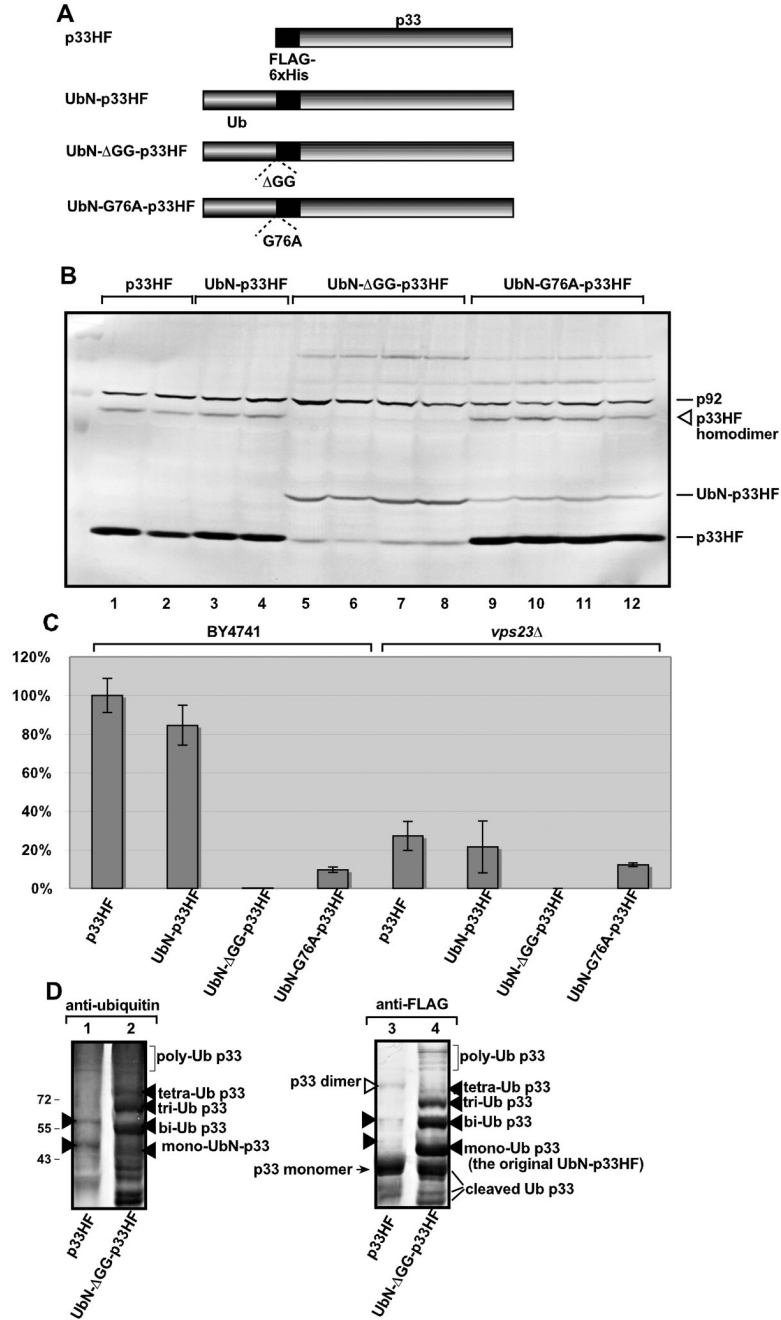 A
p33HF
p33
FLAG-
6xHis
UbN-p33HF
Ub
UbN-ΔGG-p33HF
ΔGG
UbN-G76A-p33HF
G76A
B
p33HF UbN-p33HF UbN-ΔGG-p33HF UbN-G76A-p33HF
p92
p33HF
homodimer
UbN-p33HF
p33HF
1 2 3 4 5 6 7 8 9 10 11 12
C
BY4741 vps23Δ
120%
100%
80%
60%
40%
20%
0%
p33HF UbN-p33HF UbN-ΔGG-p33HF UbN-G76A-p33HF p33HF UbN-p33HF UbN-ΔGG-p33HF UbN-G76A-p33HF
D
anti-ubiquitin
1 2
poly-Ub p33
tetra-Ub p33
tri-Ub p33
bi-Ub p33
mono-UbN-p33
72
55
43
p33HF UbN-ΔGG-p33HF
anti-FLAG
3 4
p33 dimer
p33 monomer
poly-Ub p33
tetra-Ub p33
tri-Ub p33
bi-Ub p33
mono-Ub p33
(the original UbN-p33HF)
cleaved Ub p33
p33HF UbN-ΔGG-p33HF